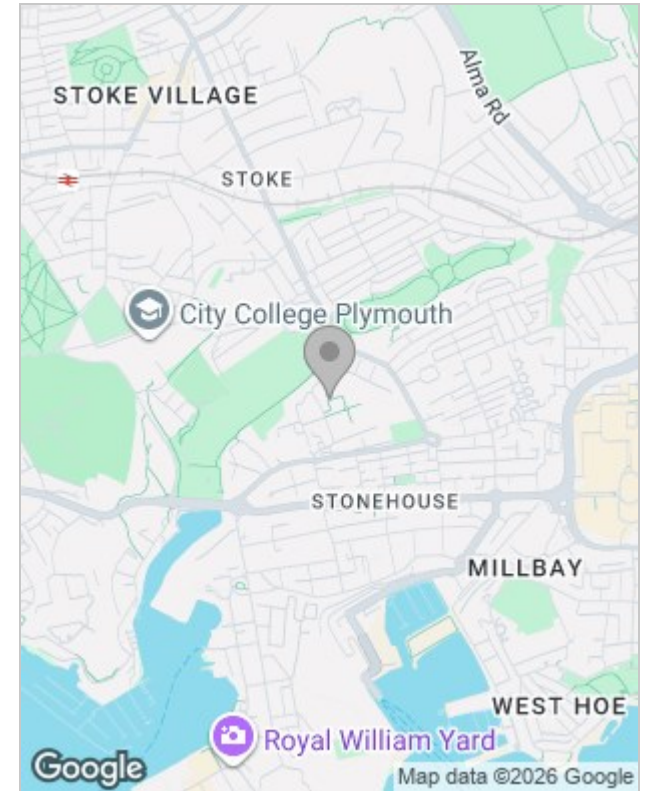 Alma Rd
STOKE VILLAGE
STOKE
City College Plymouth
STONEHOUSE
MILLBAY
WEST HOE
Royal William Yard
Google
Map data ©2026 Google